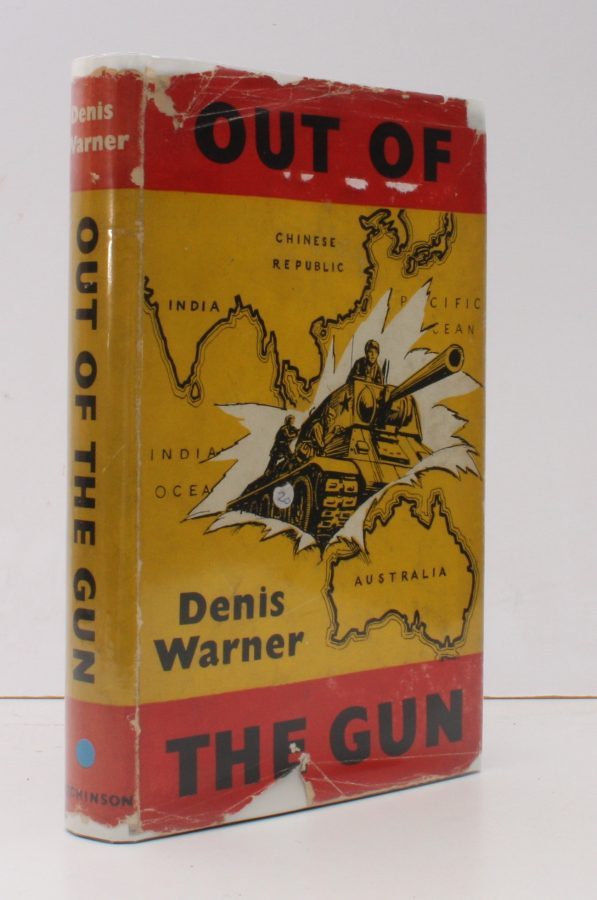 Denis
Warner
OUT OF THE GUN
OUT OF
CHINESE
REPUBLIC
INDIA
PACIFIC
OCEAN
INDIA
OCEA
20
AUSTRALIA
Denis
Warner
THE GUN